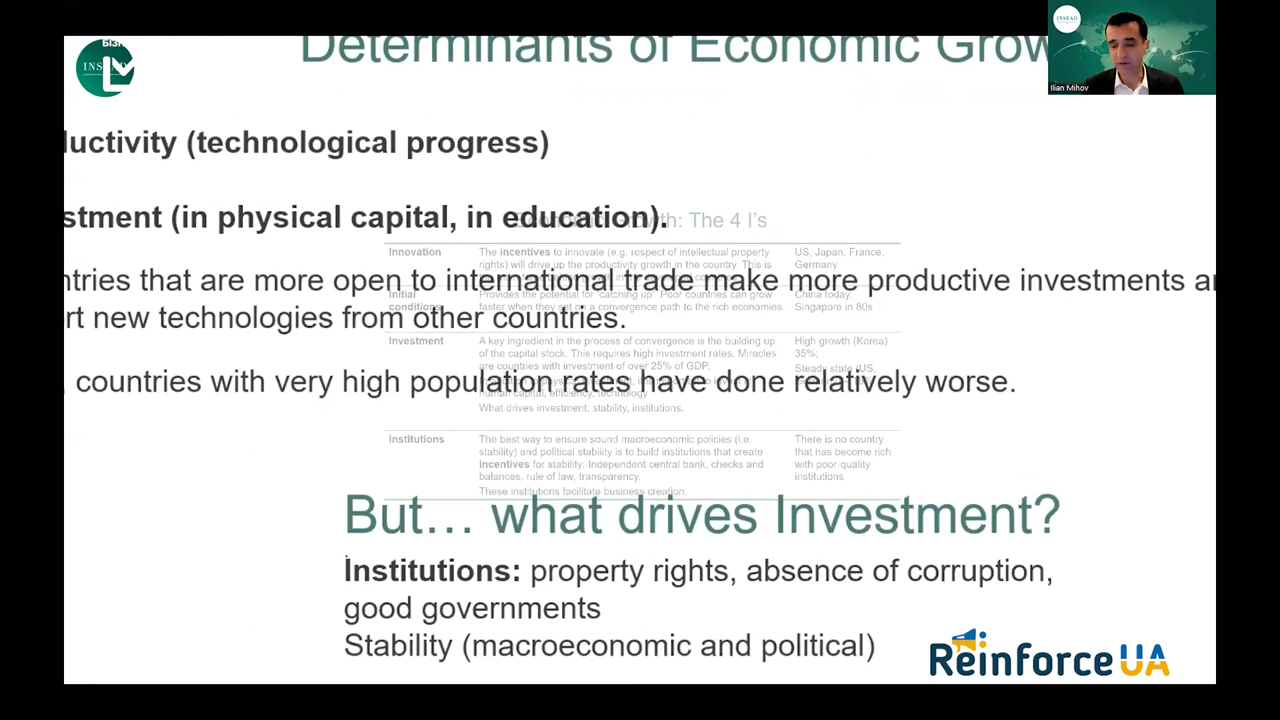 Determinants of Economic Grow
INSEAD
Ilian Mihov
luctivity (technological progress)
stment (in physical capital, in education).
Economic Growth: The 4 I's
Innovation
The incentives to innovate (e.g. respect of intellectual property
rights) will drive up the productivity growth in the country. This is
US, Japan, France,
Germany
ntries that are more open to international trade make more productive investments
rt new technologies from other countries.
Initial
conditions
Provides the potential for "catching up". Poor countries can grow
faster when they set on a convergence path to the rich economies.
China today,
Singapore in 80s
Investment
A key ingredient in the process of convergence is the building up
of the capital stock. This requires high investment rates. Miracles
are countries with investment of over 25% of GDP.
human capital, efficiency, technology
What drives investment: stability, institutions.
High growth (Korea)
35%;
Steady state (US,
, countries with very high population rates have done relatively worse.
Institutions
The best way to ensure sound macroeconomic policies (i.e.
stability) and political stability is to build institutions that create
incentives for stability: Independent central bank, checks and
balances, rule of law, transparency.
These institutions facilitate business creation.
There is no country
that has become rich
with poor-quality
institutions
But… what drives Investment?
Institutions: property rights, absence of corruption,
good governments
Stability (macroeconomic and political)
ReinforceUA